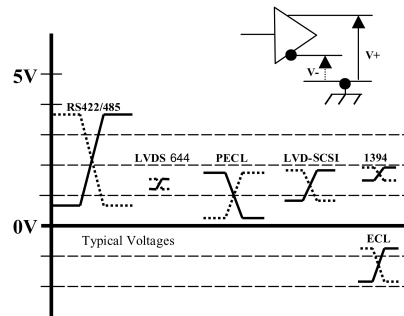 V+
V-
5V
RS422/485
LVDS 644
PECL
LVD-SCSI
1394
0V
Typical Voltages
ECL